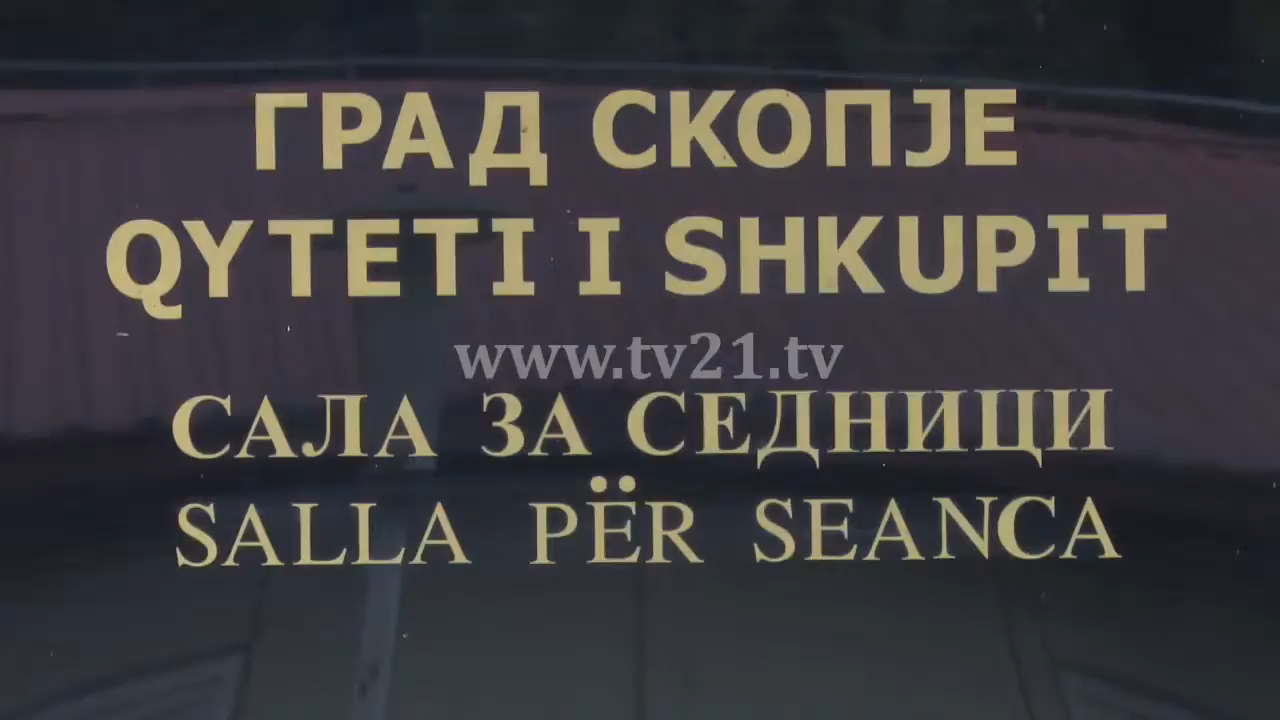 ГРАД СКОПЈЕ
QYTETI I SHKUPIT
www.tv21.tv
САЛА ЗА СЕДНИЦИ
SALLA PËR SEANCA